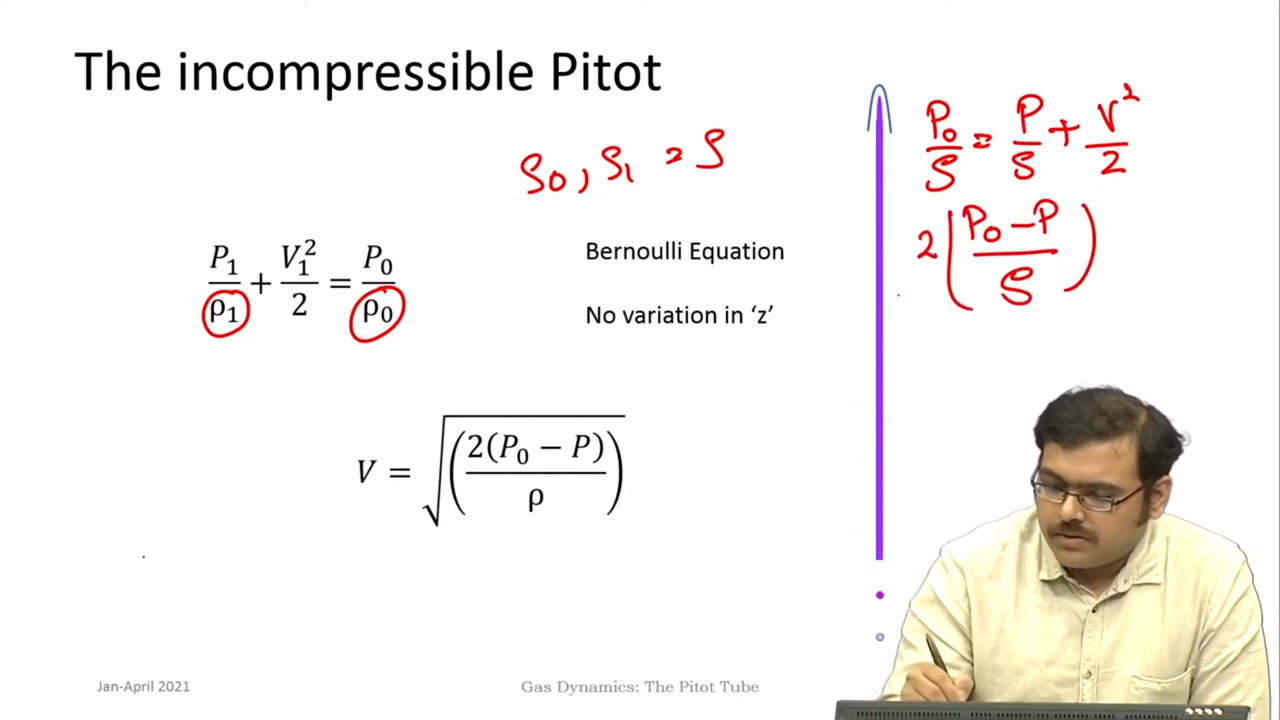 The incompressible Pitot
ρ₀, ρ₁ = ρ
P₀/ρ = P/ρ + V²/2
2((P₀ − P)/ρ)
P₁/ρ₁ + V₁²/2 = P₀/ρ₀
Bernoulli Equation
No variation in ‘z’
V = √(2(P₀ − P)/ρ)
Jan-April 2021
Gas Dynamics: The Pitot Tube